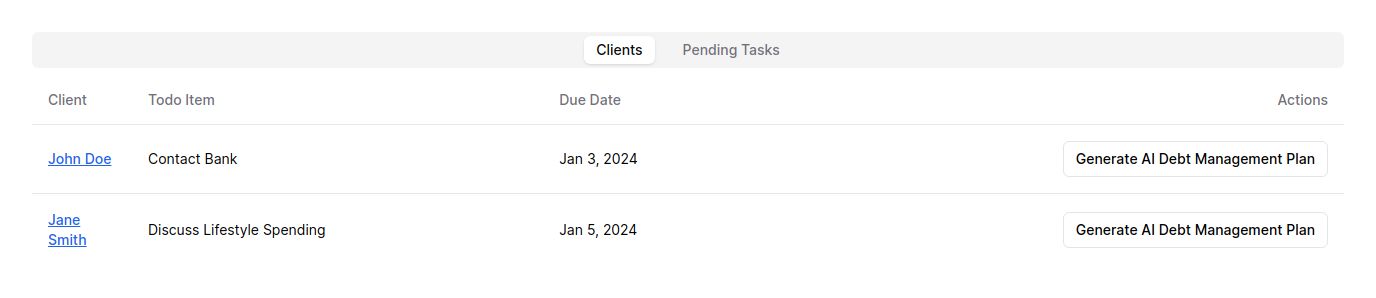 Clients Pending Tasks
Client Todo Item Due Date Actions
John Doe Contact Bank Jan 3, 2024 Generate AI Debt Management Plan
Jane
Smith Discuss Lifestyle Spending Jan 5, 2024 Generate AI Debt Management Plan